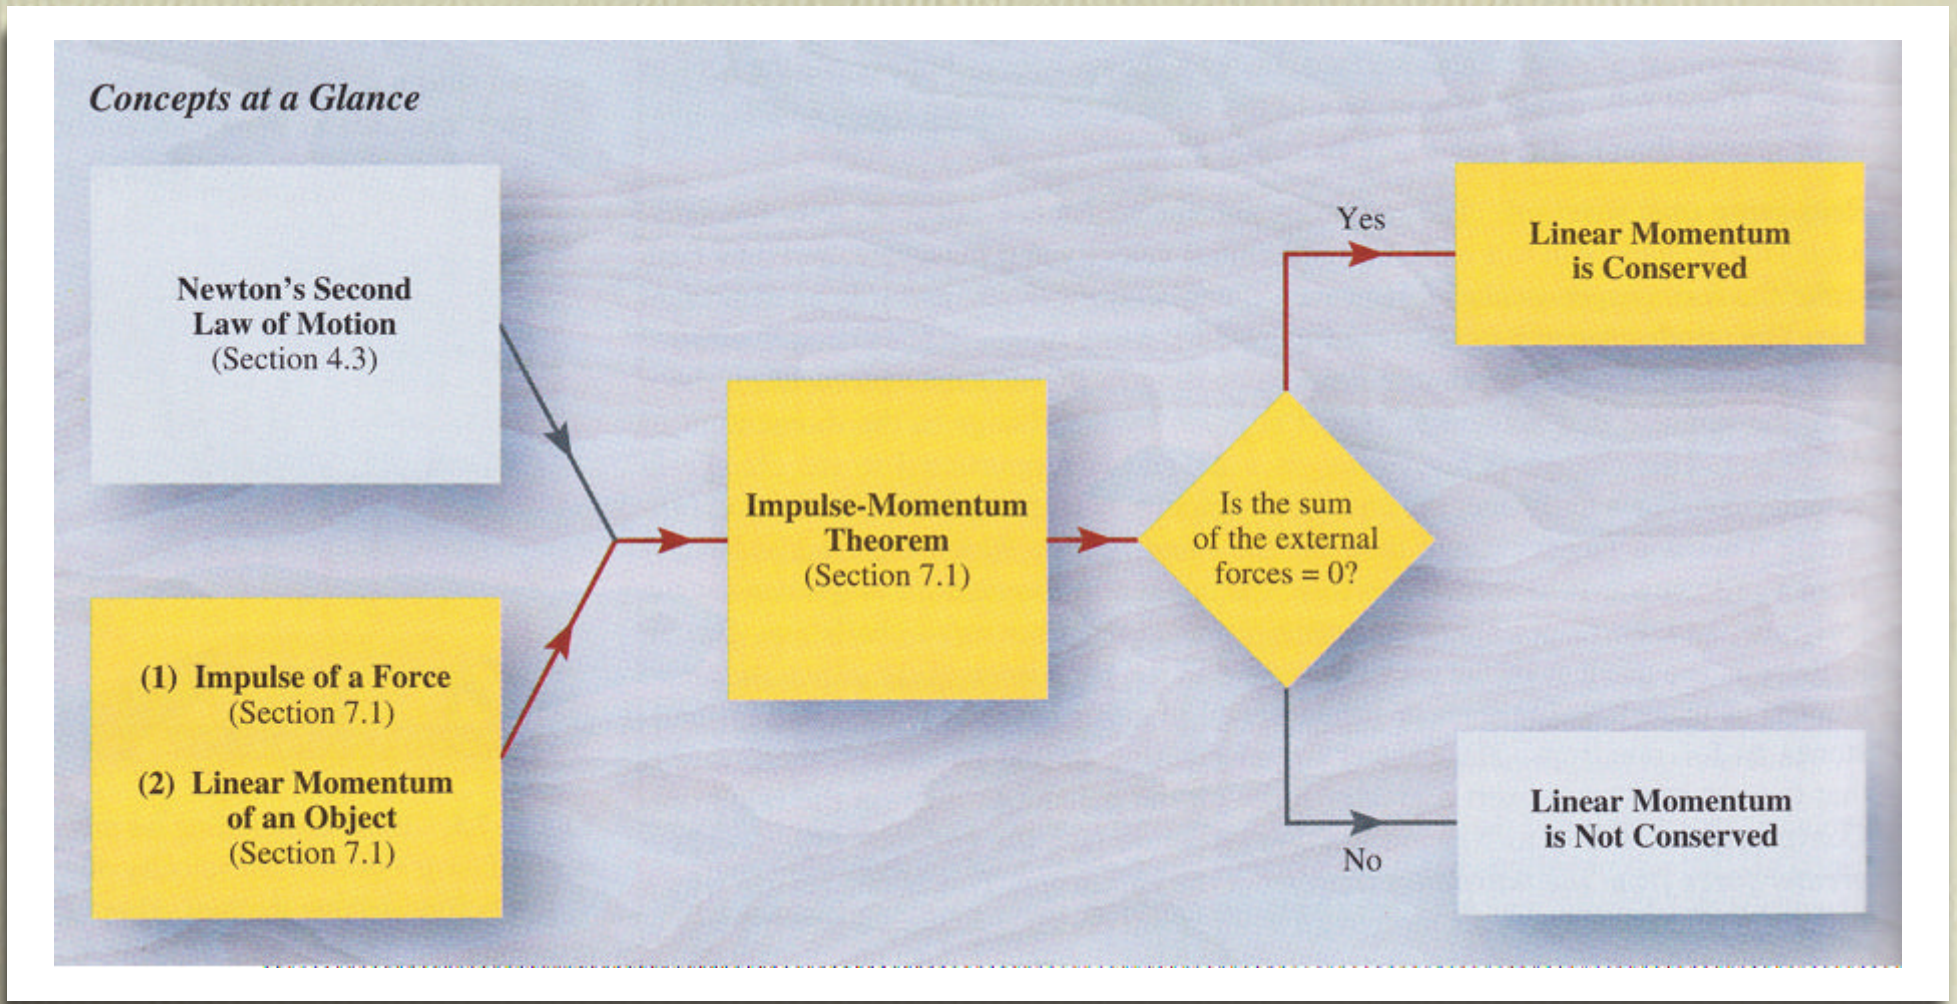 Concepts at a Glance
Newton's Second
Law of Motion
(Section 4.3)
(1) Impulse of a Force
(Section 7.1)
(2) Linear Momentum
of an Object
(Section 7.1)
Impulse-Momentum
Theorem
(Section 7.1)
Is the sum
of the external
forces = 0?
Yes
Linear Momentum
is Conserved
No
Linear Momentum
is Not Conserved